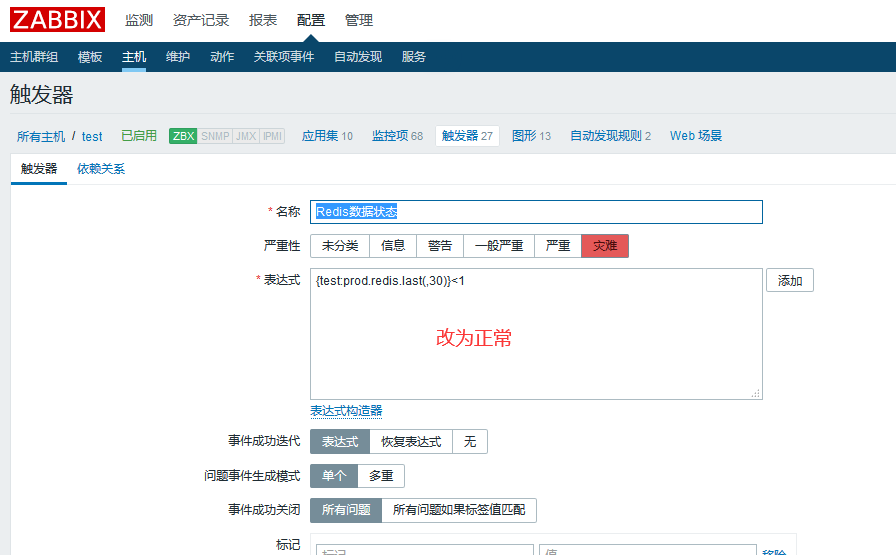 ZABBIX 监测 资产记录 报表 配置 管理
主机群组 模板 主机 维护 动作 关联项事件 自动发现 服务
触发器
所有主机 / test 已启用 ZBX SNMP JMX IPMI 应用集 10 监控项 68 触发器 27 图形 13 自动发现规则 2 Web 场景
触发器 依赖关系
* 名称 Redis数据状态
严重性 未分类 信息 警告 一般严重 严重 灾难
* 表达式 {test:prod.redis.last(,30)}<1 添加
改为正常
表达式构造器
事件成功迭代 表达式 恢复表达式 无
问题事件生成模式 单个 多重
事件成功关闭 所有问题 所有问题如果标签值匹配
标记
标记 值 移除